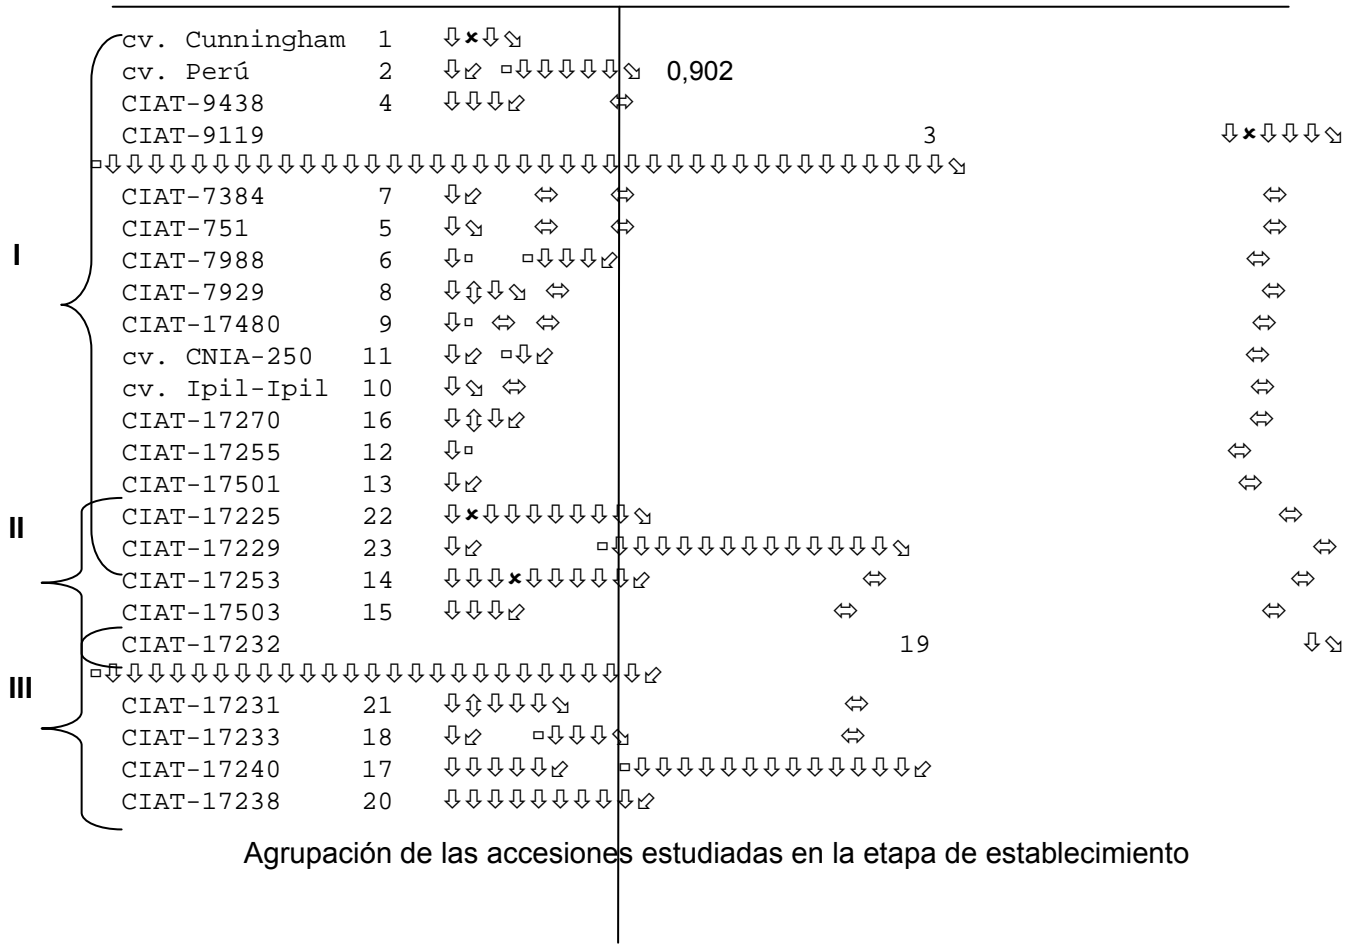 cv. Cunningham 1 ⇩×⇩⬂
cv. Perú 2 ⇩⬃ ▫⇩⇩⇩⇩⇩⬂ 0,902
CIAT-9438 4 ⇩⇩⇩⬃ ⇔
CIAT-9119 3 ⇩×⇩⇩⇩⬂
▫⇩⇩⇩⇩⇩⇩⇩⇩⇩⇩⇩⇩⇩⇩⇩⇩⇩⇩⇩⇩⇩⇩⇩⇩⇩⇩⇩⇩⇩⇩⇩⇩⇩⇩⇩⇩⇩⇩⇩⬂
CIAT-7384 7 ⇩⬃ ⇔ ⇔ ⇔
CIAT-751 5 ⇩⬂ ⇔ ⇔ ⇔
I
CIAT-7988 6 ⇩▫ ▫⇩⇩⇩⬃ ⇔
CIAT-7929 8 ⇩⇕⇩⬂ ⇔ ⇔
CIAT-17480 9 ⇩▫ ⇔ ⇔ ⇔
cv. CNIA-250 11 ⇩⬃ ▫⇩⬃ ⇔
cv. Ipil-Ipil 10 ⇩⬂ ⇔ ⇔
CIAT-17270 16 ⇩⇕⇩⬃ ⇔
CIAT-17255 12 ⇩▫ ⇔
CIAT-17501 13 ⇩⬃ ⇔
II
CIAT-17225 22 ⇩×⇩⇩⇩⇩⇩⇩⇩⬂ ⇔
CIAT-17229 23 ⇩⬃ ▫⇩⇩⇩⇩⇩⇩⇩⇩⇩⇩⇩⇩⇩⬂ ⇔
CIAT-17253 14 ⇩⇩⇩×⇩⇩⇩⇩⇩⬃ ⇔ ⇔
CIAT-17503 15 ⇩⇩⇩⬃ ⇔ ⇔
CIAT-17232 19 ⇩⬂
▫⇩⇩⇩⇩⇩⇩⇩⇩⇩⇩⇩⇩⇩⇩⇩⇩⇩⇩⇩⇩⇩⇩⇩⇩⇩⬃
III
CIAT-17231 21 ⇩⇕⇩⇩⇩⬂ ⇔
CIAT-17233 18 ⇩⬃ ▫⇩⇩⇩⬂ ⇔
CIAT-17240 17 ⇩⇩⇩⇩⇩⬃ ▫⇩⇩⇩⇩⇩⇩⇩⇩⇩⇩⇩⇩⇩⬃
CIAT-17238 20 ⇩⇩⇩⇩⇩⇩⇩⇩⇩⬃
Agrupación de las accesiones estudiadas en la etapa de establecimiento